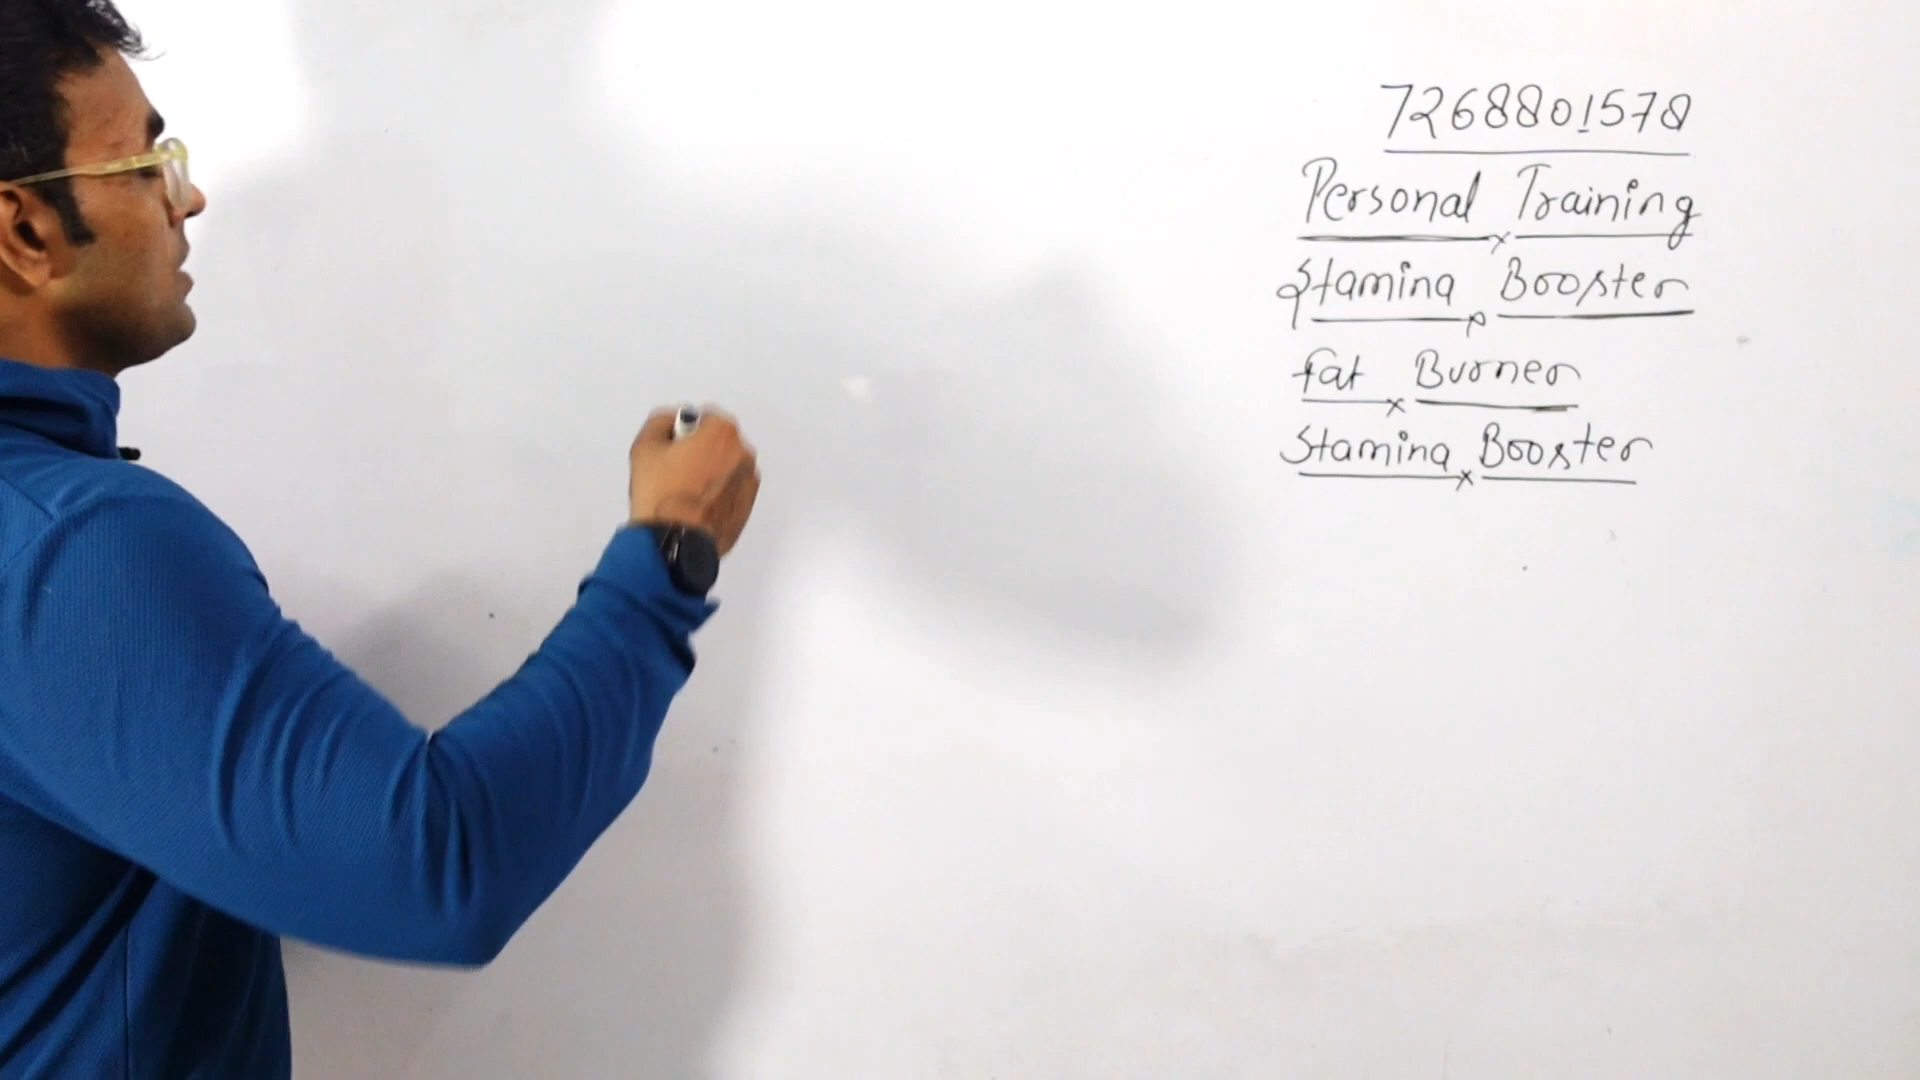 7268801578
Personal Training
Stamina Booster
fat Burner
Stamina Booster